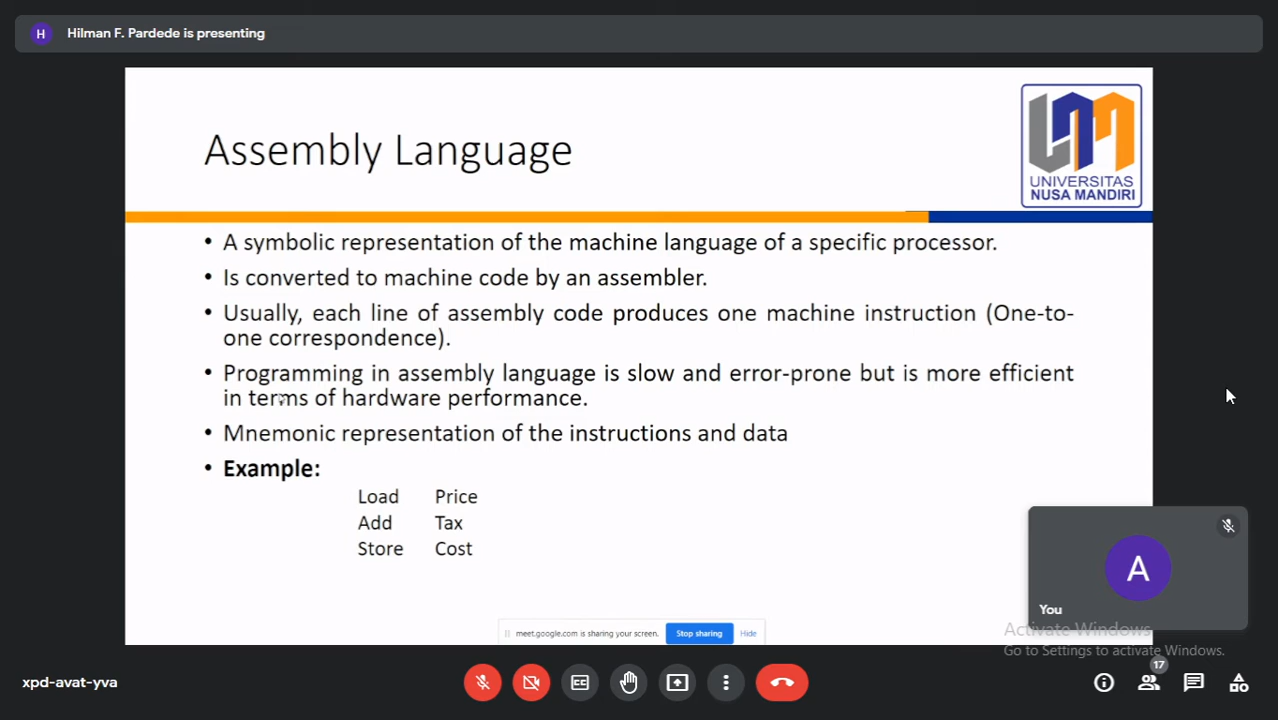 H
Hilman F. Pardede is presenting
Assembly Language
UNIVERSITAS
NUSA MANDIRI
• A symbolic representation of the machine language of a specific processor.
• Is converted to machine code by an assembler.
• Usually, each line of assembly code produces one machine instruction (One-to-
one correspondence).
• Programming in assembly language is slow and error-prone but is more efficient
in terms of hardware performance.
• Mnemonic representation of the instructions and data
• Example:
Load Price
Add Tax
Store Cost
A
You
Activate Windows
Go to Settings to activate Windows.
meet.google.com is sharing your screen. Stop sharing Hide
xpd-avat-yva
CC
17